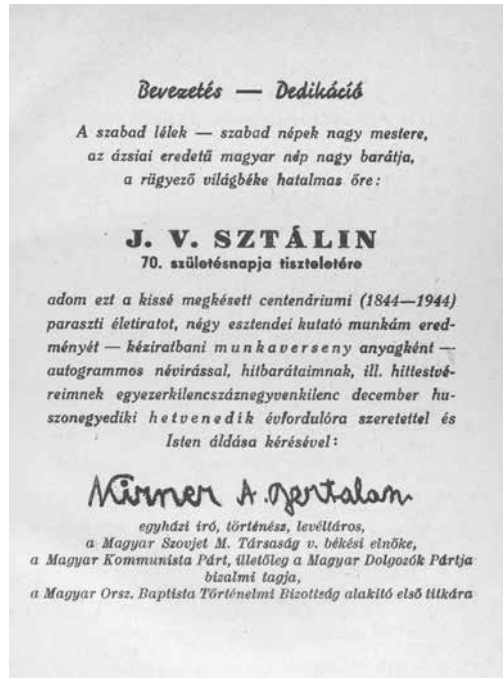 Bevezetés — Dedikáció
A szabad lélek — szabad népek nagy mestere,
az ázsiai eredetű magyar nép nagy barátja,
a rügyező világbéke hatalmas őre:
J. V. SZTÁLIN
70. születésnapja tiszteletére
adom ezt a kissé megkésett centenáriumi (1844—1944)
paraszti életiratot, négy esztendei kutató munkám ered-
ményét — kéziratbani munkaverseny anyagként —
autogrammos névirással, hitbarátaimnak, ill. hittestvé-
reimnek egyezerkilencszáznegyvenkilenc december hu-
szonegyediki hetvenedik évfordulóra szeretettel és
Isten áldása kérésével:
Kirner A. Bertalan
egyházi iró, történész, levéltáros,
a Magyar Szovjet M. Társaság v. békési elnöke,
a Magyar Kommunista Párt, illetőleg a Magyar Dolgozók Pártja
bizalmi tagja,
a Magyar Orsz. Baptista Történelmi Bizottság alakitó első titkára